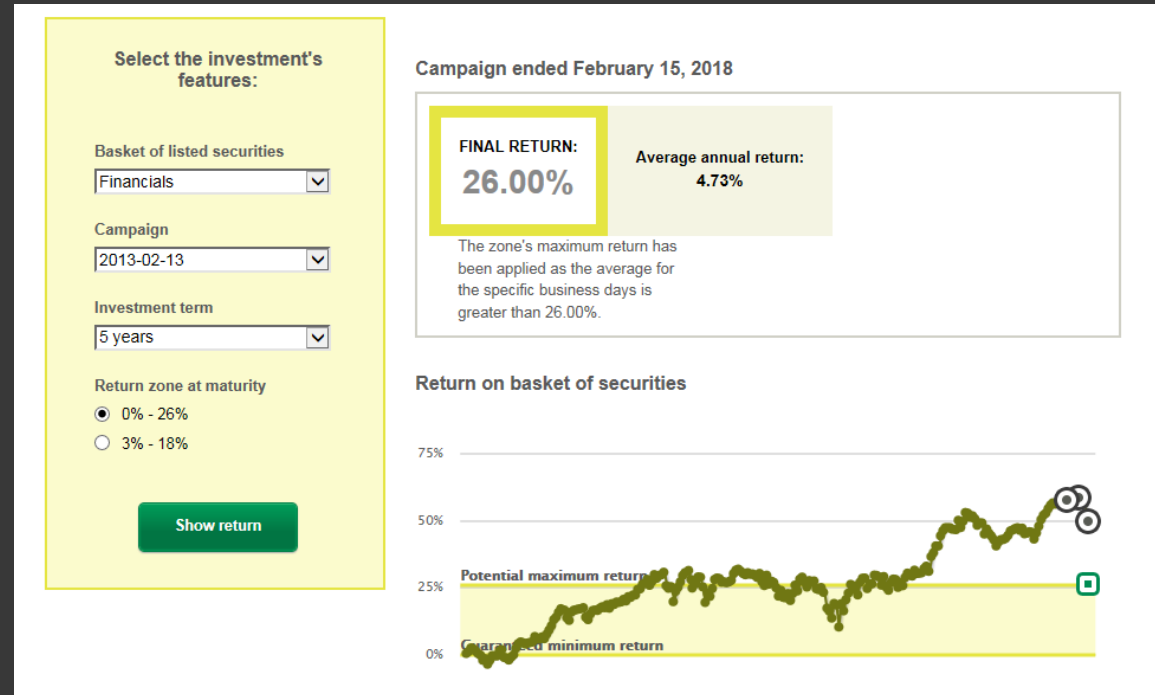 Select the investment's
features:
Basket of listed securities
Financials
Campaign
2013-02-13
Investment term
5 years
Return zone at maturity
0% - 26%
3% - 18%
Show return
Campaign ended February 15, 2018
FINAL RETURN:
26.00%
Average annual return:
4.73%
The zone's maximum return has
been applied as the average for
the specific business days is
greater than 26.00%.
Return on basket of securities
75%
50%
Potential maximum return
25%
Guaranteed minimum return
0%